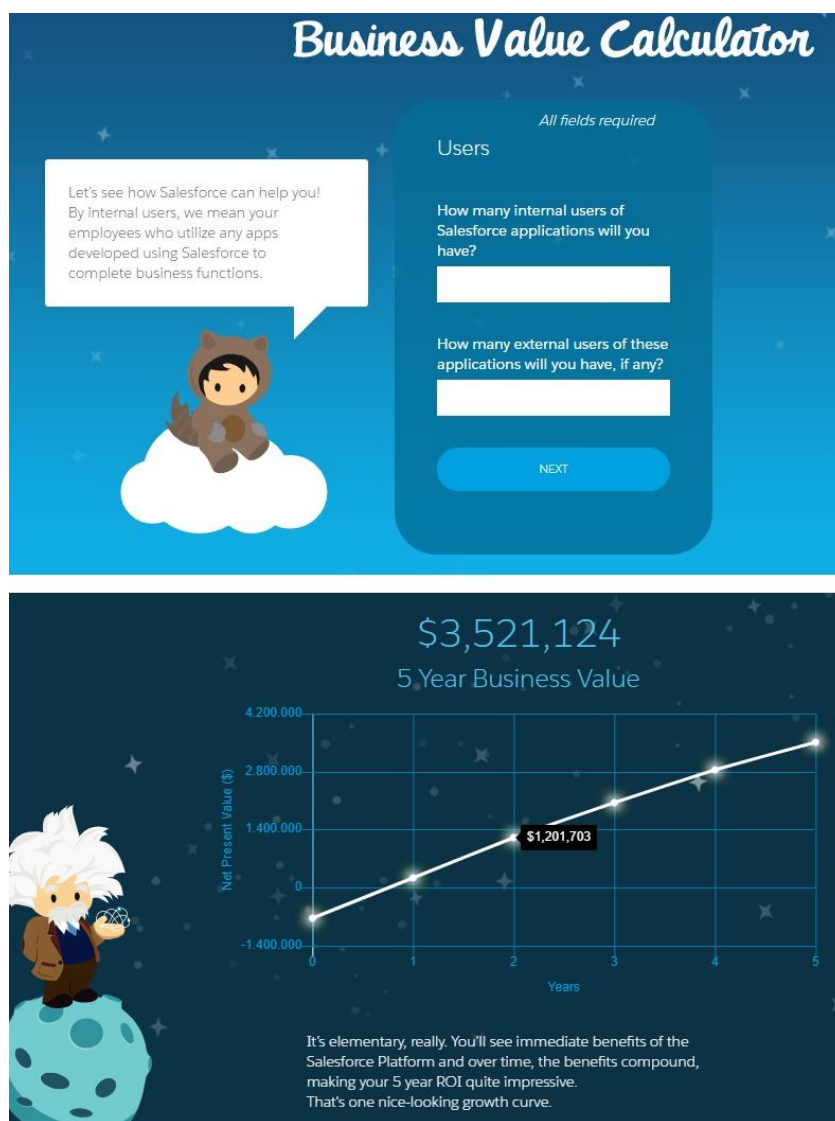 Business Value Calculator
All fields required
Users
Let's see how Salesforce can help you!
By internal users, we mean your
employees who utilize any apps
developed using Salesforce to
complete business functions.
How many internal users of
Salesforce applications will you
have?
How many external users of these
applications will you have, if any?
NEXT
$3,521,124
5 Year Business Value
Net Present Value ($)
4.200.000
2.800.000
1.400.000
0
-1.400.000
$1,201,703
0 1 2 3 4 5
Years
It's elementary, really. You'll see immediate benefits of the
Salesforce Platform and over time, the benefits compound,
making your 5 year ROI quite impressive.
That's one nice-looking growth curve.